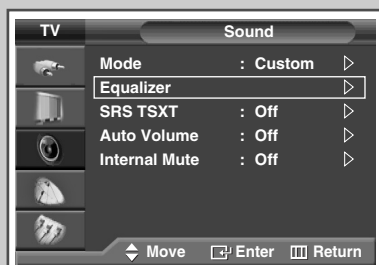 TV Sound
Mode : Custom
Equalizer
SRS TSXT : Off
Auto Volume : Off
Internal Mute : Off
Move Enter Return